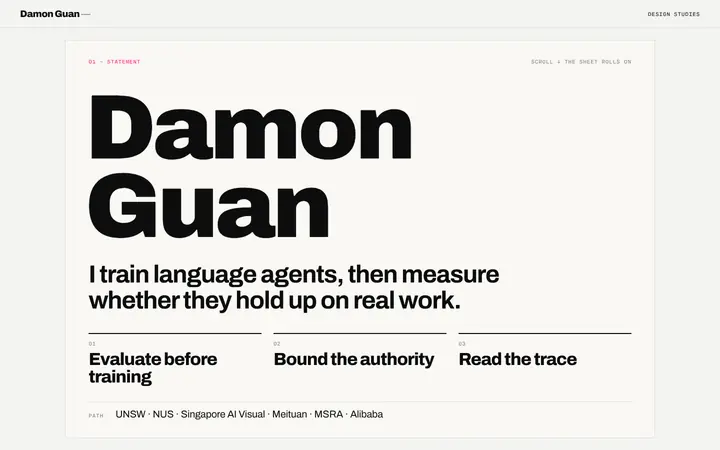 Damon Guan —
DESIGN STUDIES
01 - STATEMENT
SCROLL ↓ THE SHEET ROLLS ON
Damon
Guan
I train language agents, then measure
whether they hold up on real work.
01
Evaluate before
training
02
Bound the authority
03
Read the trace
PATH
UNSW · NUS · Singapore AI Visual · Meituan · MSRA · Alibaba